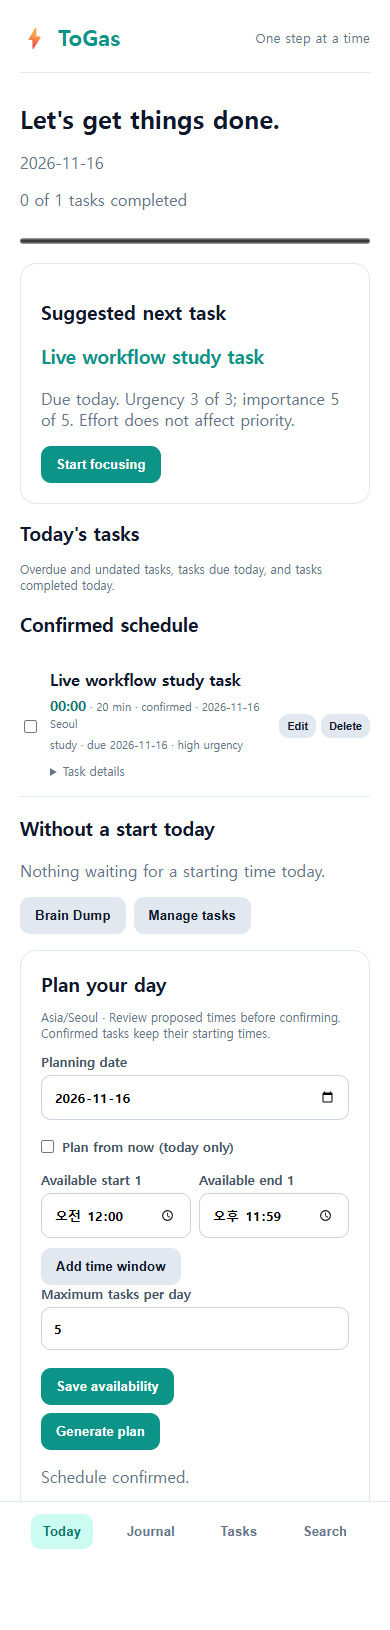 ToGas
One step at a time
Let's get things done.
2026-11-16
0 of 1 tasks completed
Suggested next task
Live workflow study task
Due today. Urgency 3 of 3; importance 5
of 5. Effort does not affect priority.
Start focusing
Today's tasks
Overdue and undated tasks, tasks due today, and tasks
completed today.
Confirmed schedule
Live workflow study task
00:00 · 20 min · confirmed · 2026-11-16
Seoul
study · due 2026-11-16 · high urgency
Edit
Delete
Task details
Without a start today
Nothing waiting for a starting time today.
Brain Dump
Manage tasks
Plan your day
Asia/Seoul · Review proposed times before confirming.
Confirmed tasks keep their starting times.
Planning date
2026-11-16
Plan from now (today only)
Available start 1
Available end 1
오전 12:00
오후 11:59
Add time window
Maximum tasks per day
5
Save availability
Generate plan
Schedule confirmed.
Today
Journal
Tasks
Search